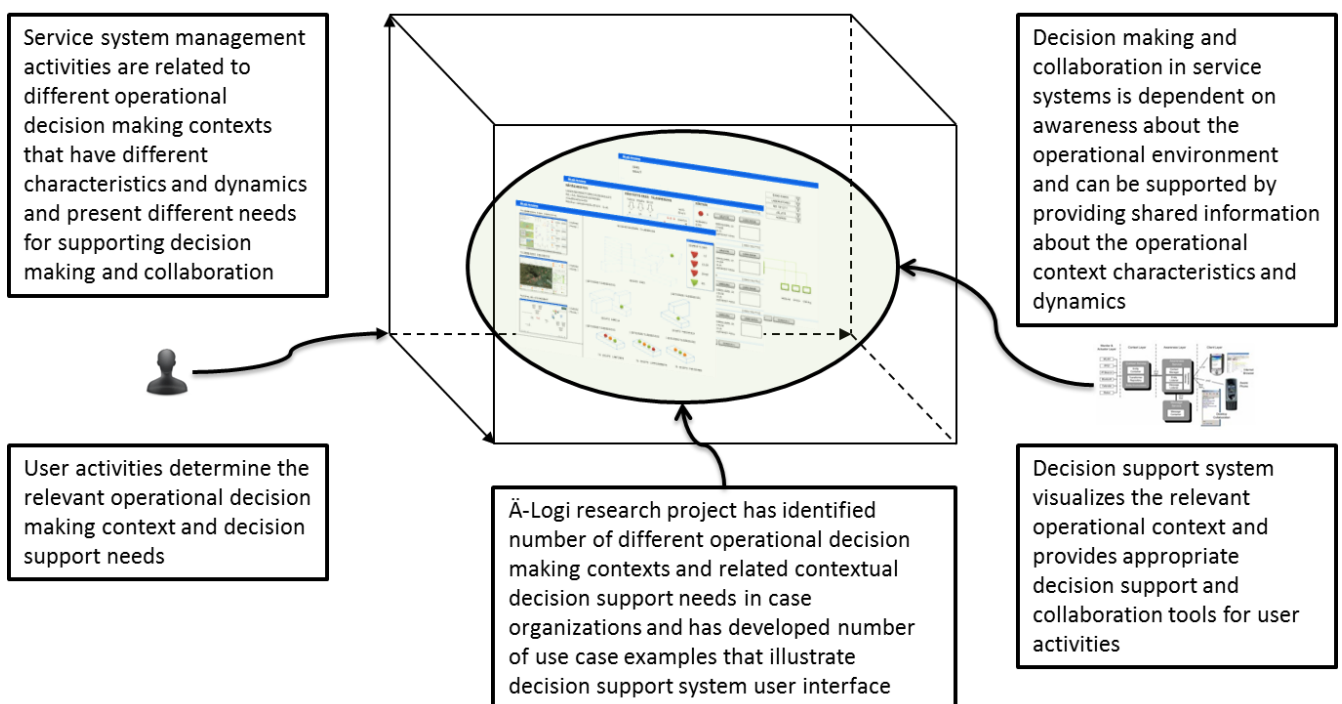 Service system management
activities are related to
different operational
decision making contexts
that have different
characteristics and dynamics
and present different needs
for supporting decision
making and collaboration
Decision making and
collaboration in service
systems is dependent on
awareness about the
operational environment
and can be supported by
providing shared information
about the operational
context characteristics and
dynamics
User activities determine the
relevant operational decision
making context and decision
support needs
Ä-Logi research project has identified
number of different operational decision
making contexts and related contextual
decision support needs in case
organizations and has developed number
of use case examples that illustrate
decision support system user interface
Decision support system
visualizes the relevant
operational context and
provides appropriate
decision support and
collaboration tools for user
activities